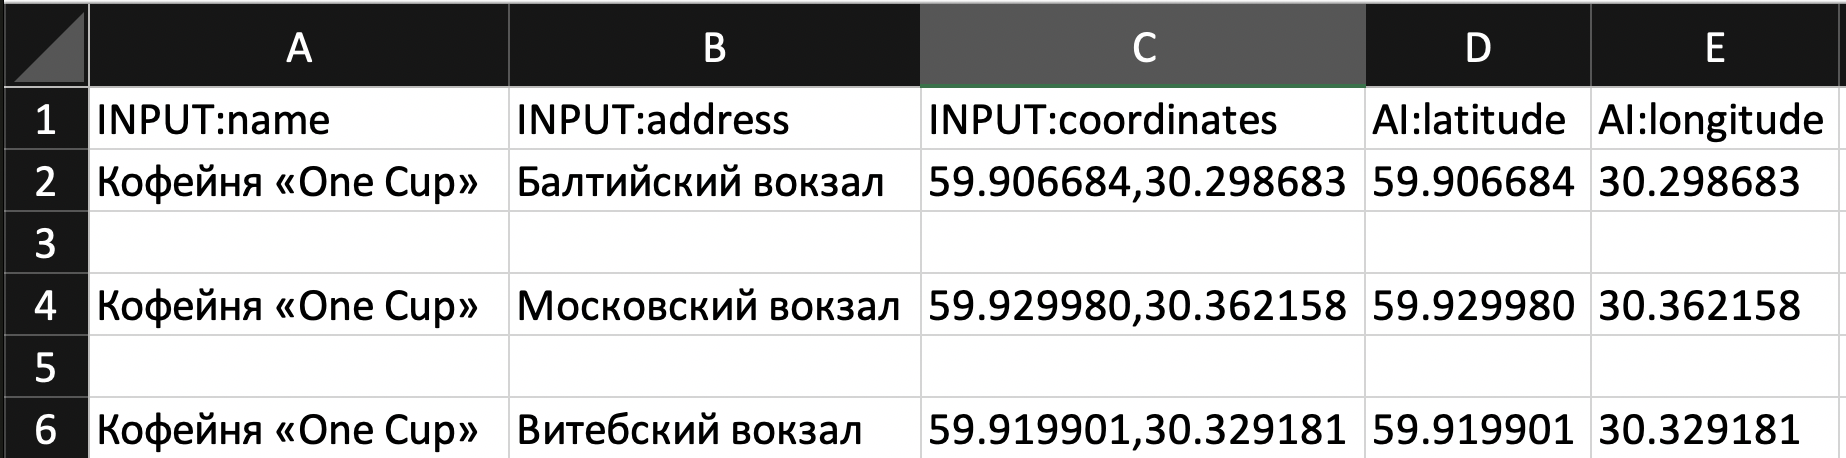 A B C D E
1 INPUT:name INPUT:address INPUT:coordinates AI:latitude AI:longitude
2 Кофейня «One Cup» Балтийский вокзал 59.906684,30.298683 59.906684 30.298683
3
4 Кофейня «One Cup» Московский вокзал 59.929980,30.362158 59.929980 30.362158
5
6 Кофейня «One Cup» Витебский вокзал 59.919901,30.329181 59.919901 30.329181